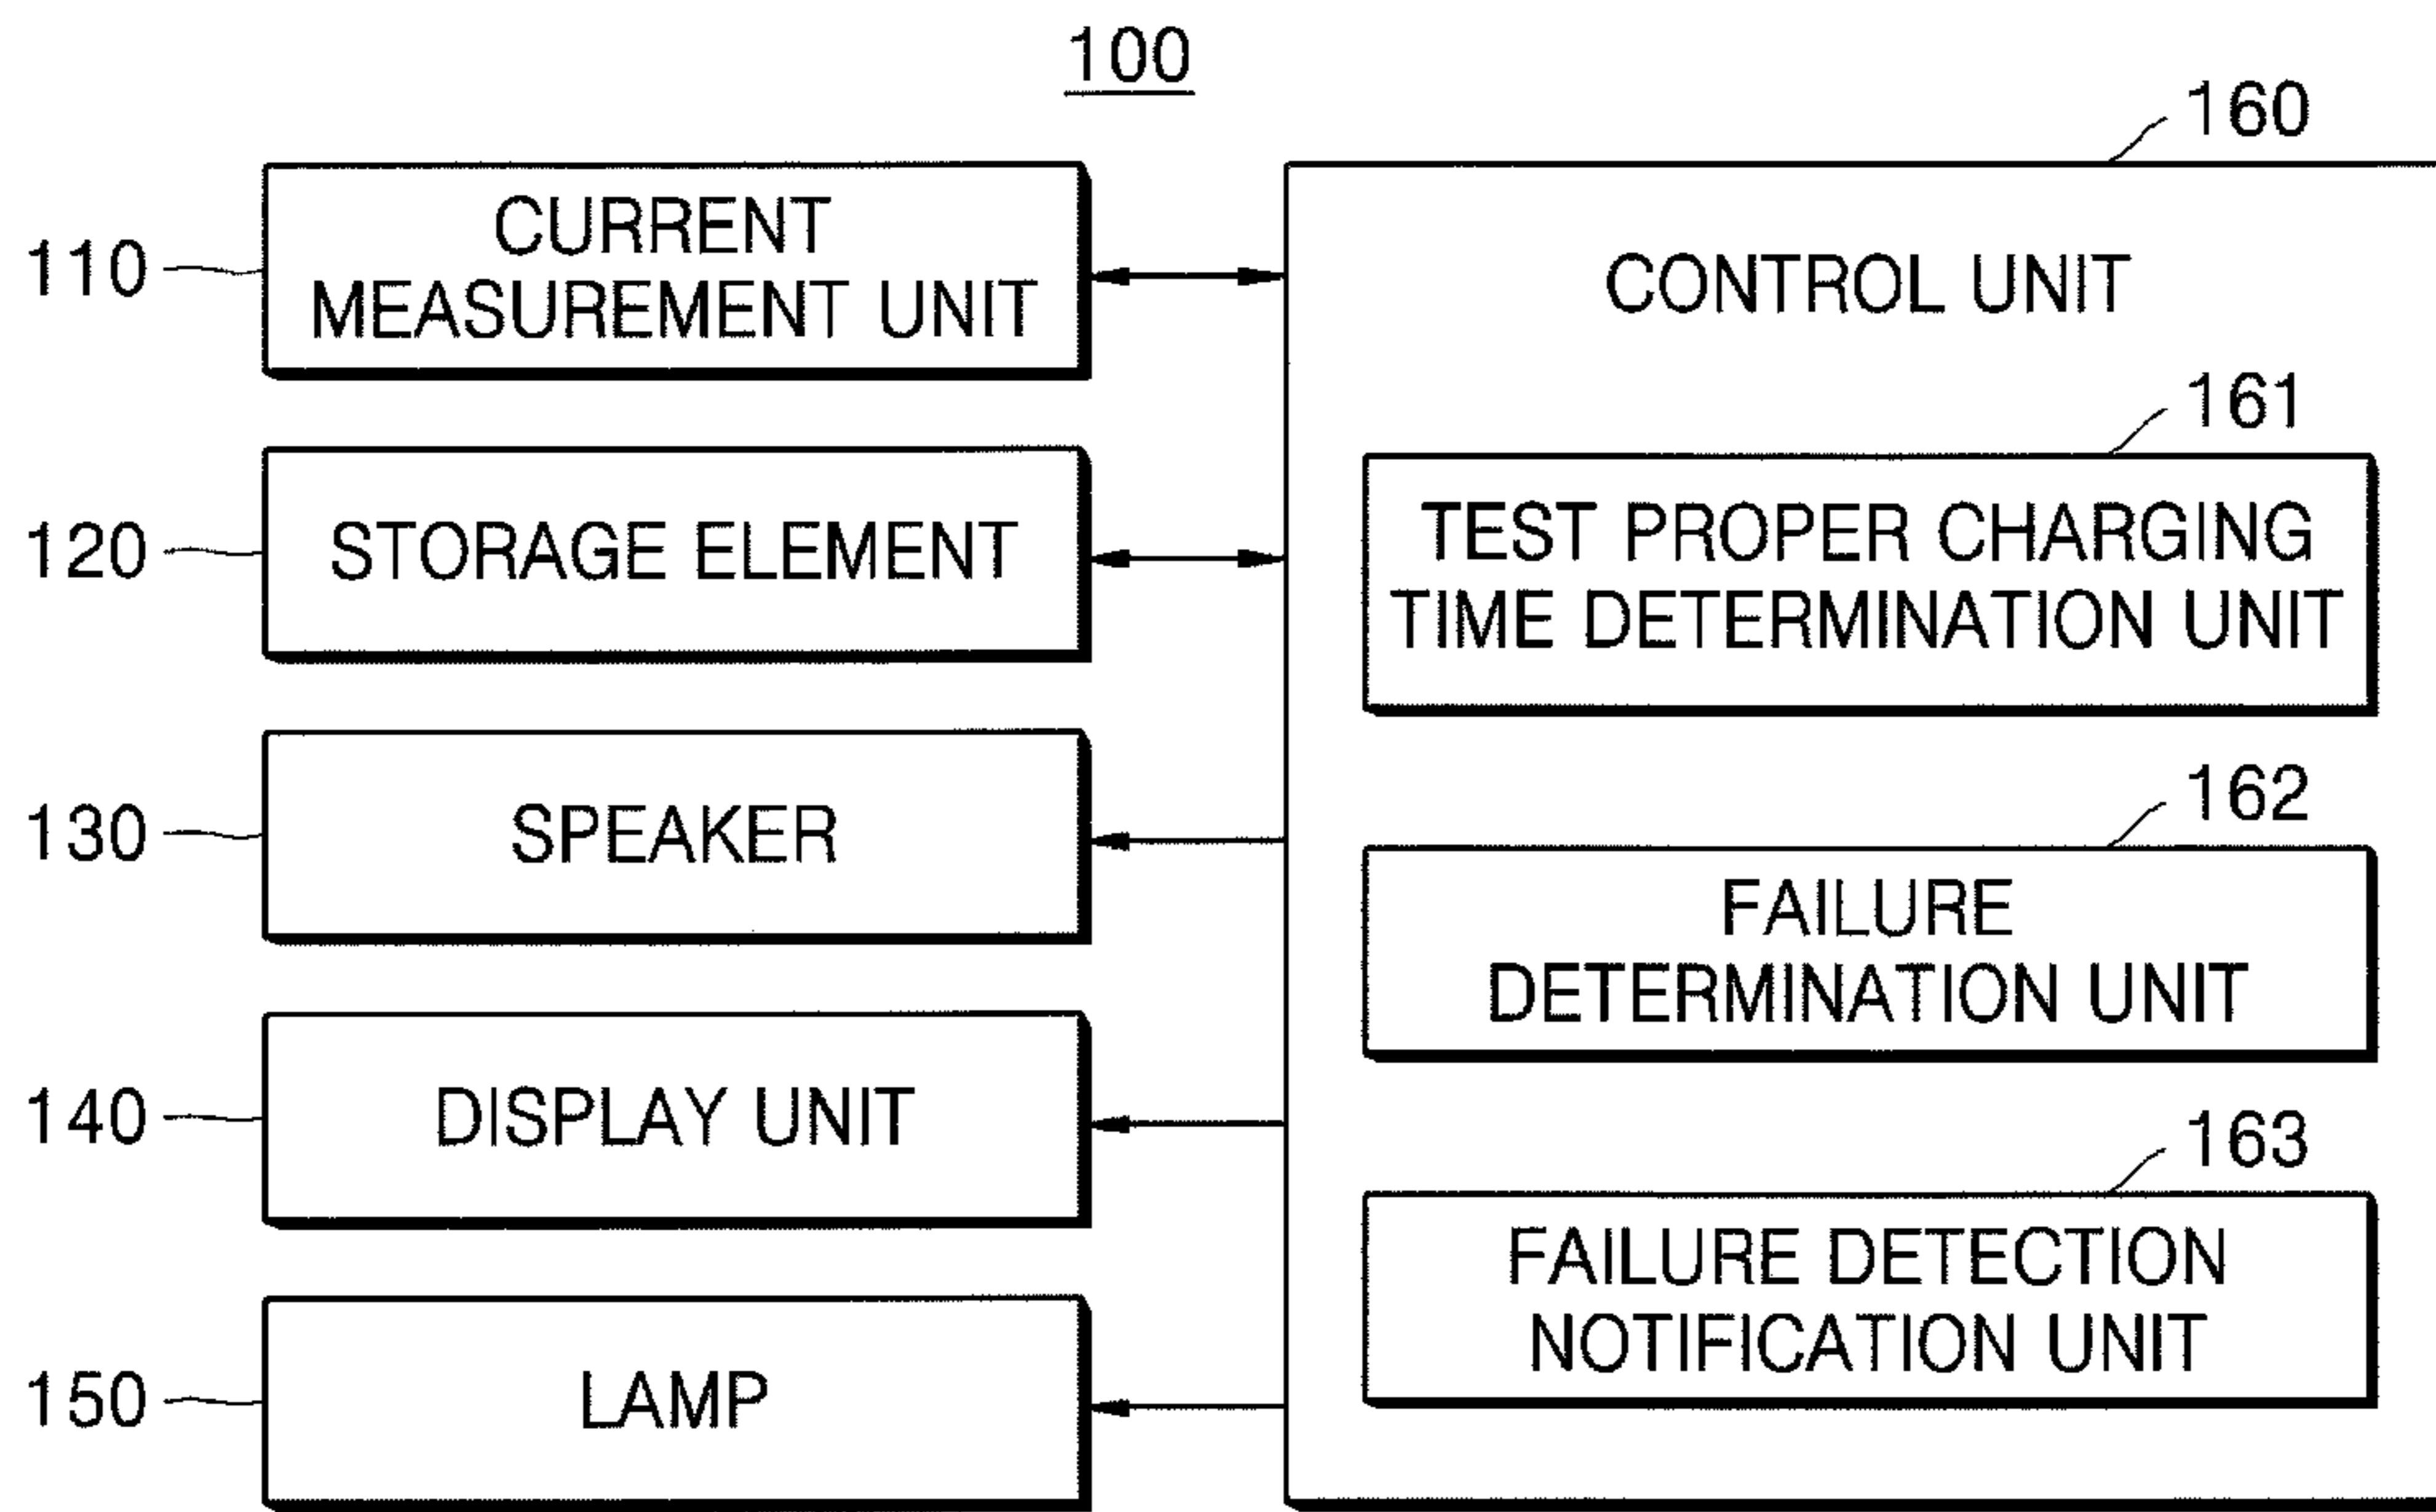 100
160
110
CURRENT
MEASUREMENT UNIT
CONTROL UNIT
161
120
STORAGE ELEMENT
TEST PROPER CHARGING
TIME DETERMINATION UNIT
162
130
SPEAKER
FAILURE
DETERMINATION UNIT
140
DISPLAY UNIT
163
FAILURE DETECTION
NOTIFICATION UNIT
150
LAMP